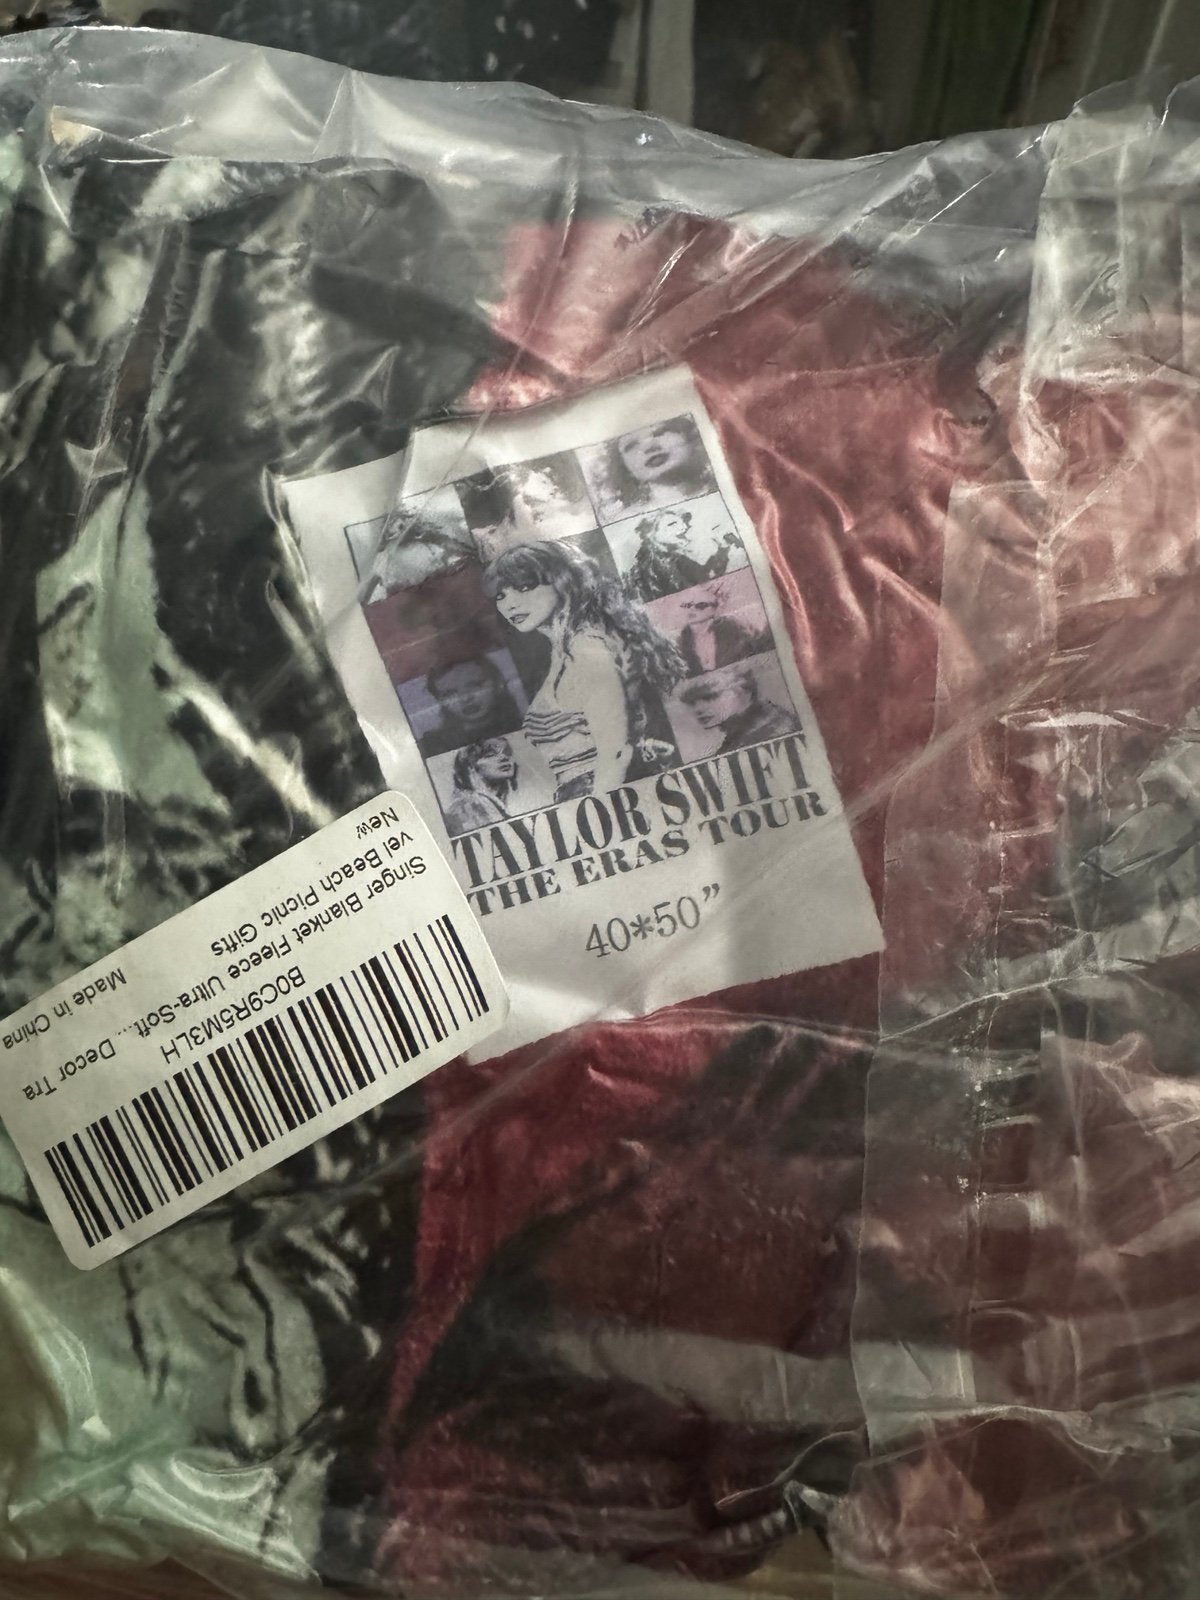 TAYLOR SWIFT
THE ERAS TOUR
40*50”
B0C9R5M3LH
Singer Blanket Fleece Ultra-Soft... Decor Tra
vel Beach Picnic Gifts
New
Made in China